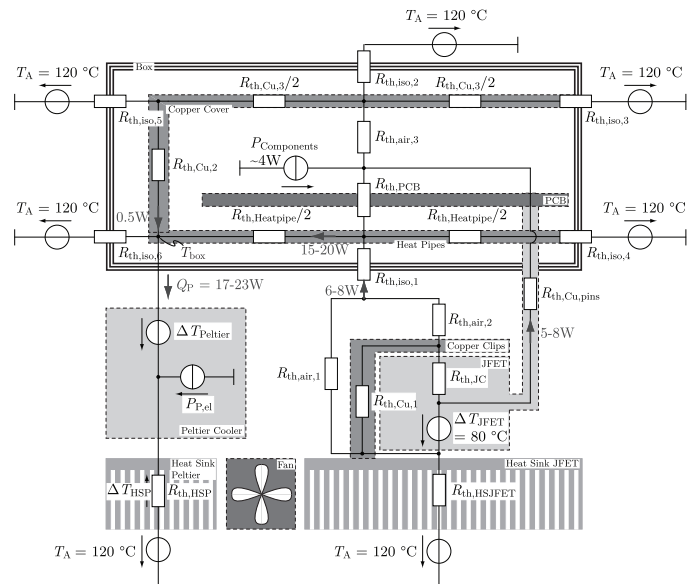 T_A = 120 °C
T_A = 120 °C
Box
R_th,Cu,3/2
R_th,iso,2
R_th,Cu,3/2
T_A = 120 °C
R_th,iso,5
Copper Cover
R_th,iso,3
P_Components
~4W
R_th,air,3
R_th,Cu,2
R_th,PCB
PCB
T_A = 120 °C
0.5W
R_th,Heatpipe/2
R_th,Heatpipe/2
T_A = 120 °C
15-20W
Heat Pipes
R_th,iso,6
T_box
R_th,iso,1
R_th,iso,4
Q_P = 17-23W
6-8W
R_th,Cu,pins
R_th,air,2
5-8W
ΔT_Peltier
Copper Clips
R_th,air,1
JFET
R_th,JC
P_P,el
R_th,Cu,1
ΔT_JFET
= 80 °C
Peltier Cooler
Heat Sink
Peltier
Fan
Heat Sink JFET
ΔT_HSP
R_th,HSP
R_th,HSJFET
T_A = 120 °C
T_A = 120 °C